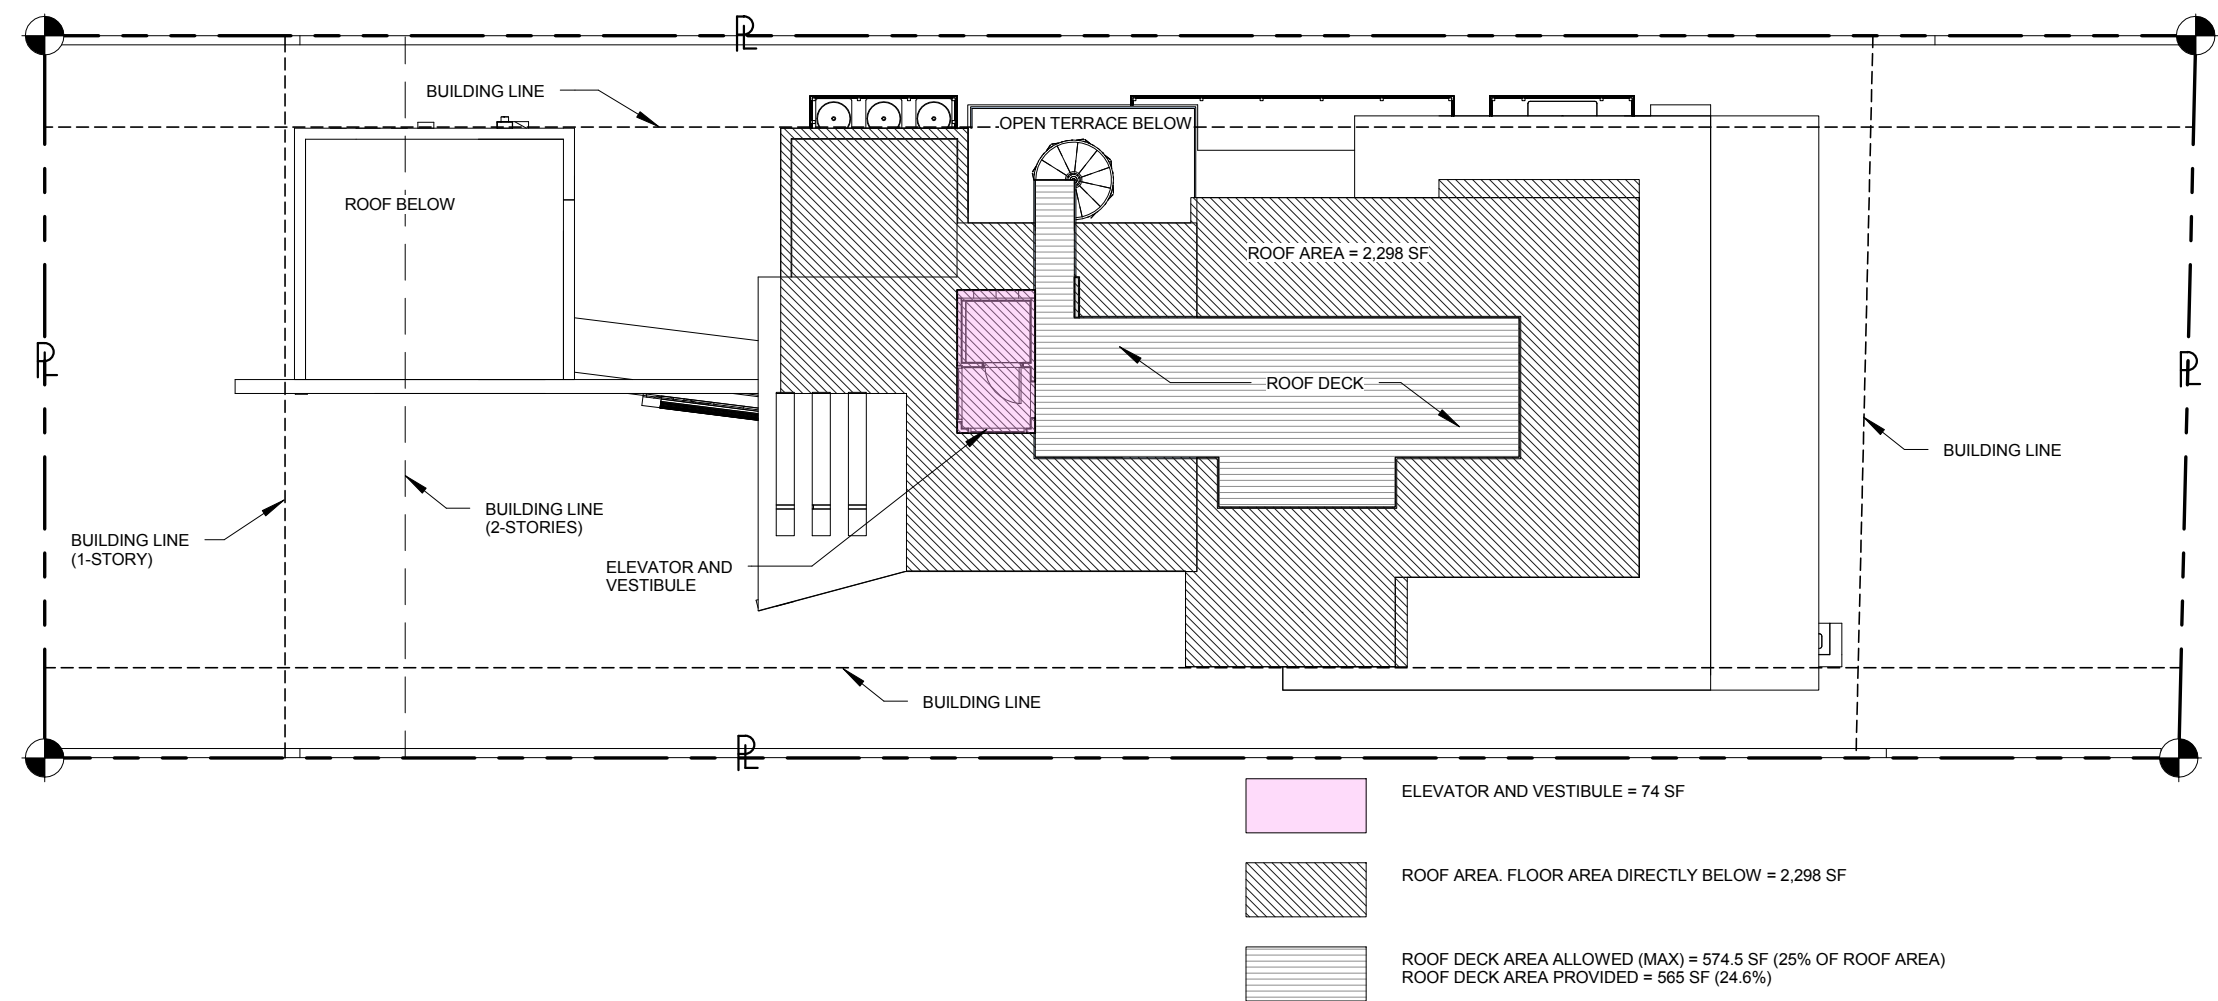 PL
BUILDING LINE
OPEN TERRACE BELOW
ROOF BELOW
ROOF AREA = 2,298 SF
PL
PL
ROOF DECK
BUILDING LINE
BUILDING LINE
(2-STORIES)
BUILDING LINE
(1-STORY)
ELEVATOR AND
VESTIBULE
BUILDING LINE
PL
ELEVATOR AND VESTIBULE = 74 SF
ROOF AREA. FLOOR AREA DIRECTLY BELOW = 2,298 SF
ROOF DECK AREA ALLOWED (MAX) = 574.5 SF (25% OF ROOF AREA)
ROOF DECK AREA PROVIDED = 565 SF (24.6%)